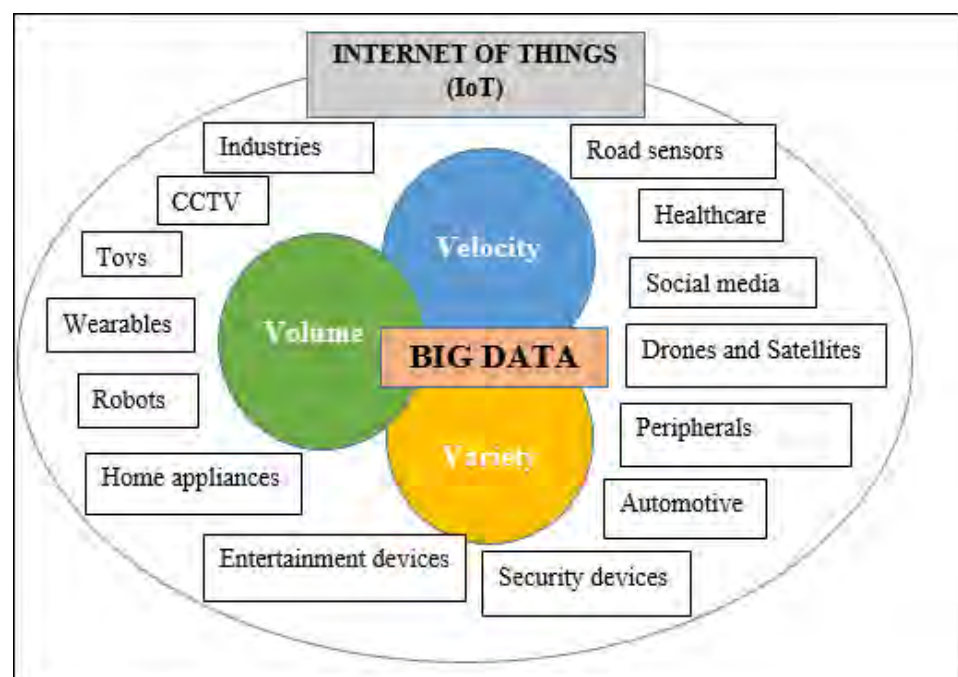 INTERNET OF THINGS
(IoT)
Industries
Road sensors
CCTV
Healthcare
Toys
Velocity
Social media
Wearables
Volume
BIG DATA
Drones and Satellites
Robots
Peripherals
Home appliances
Variety
Automotive
Entertainment devices
Security devices